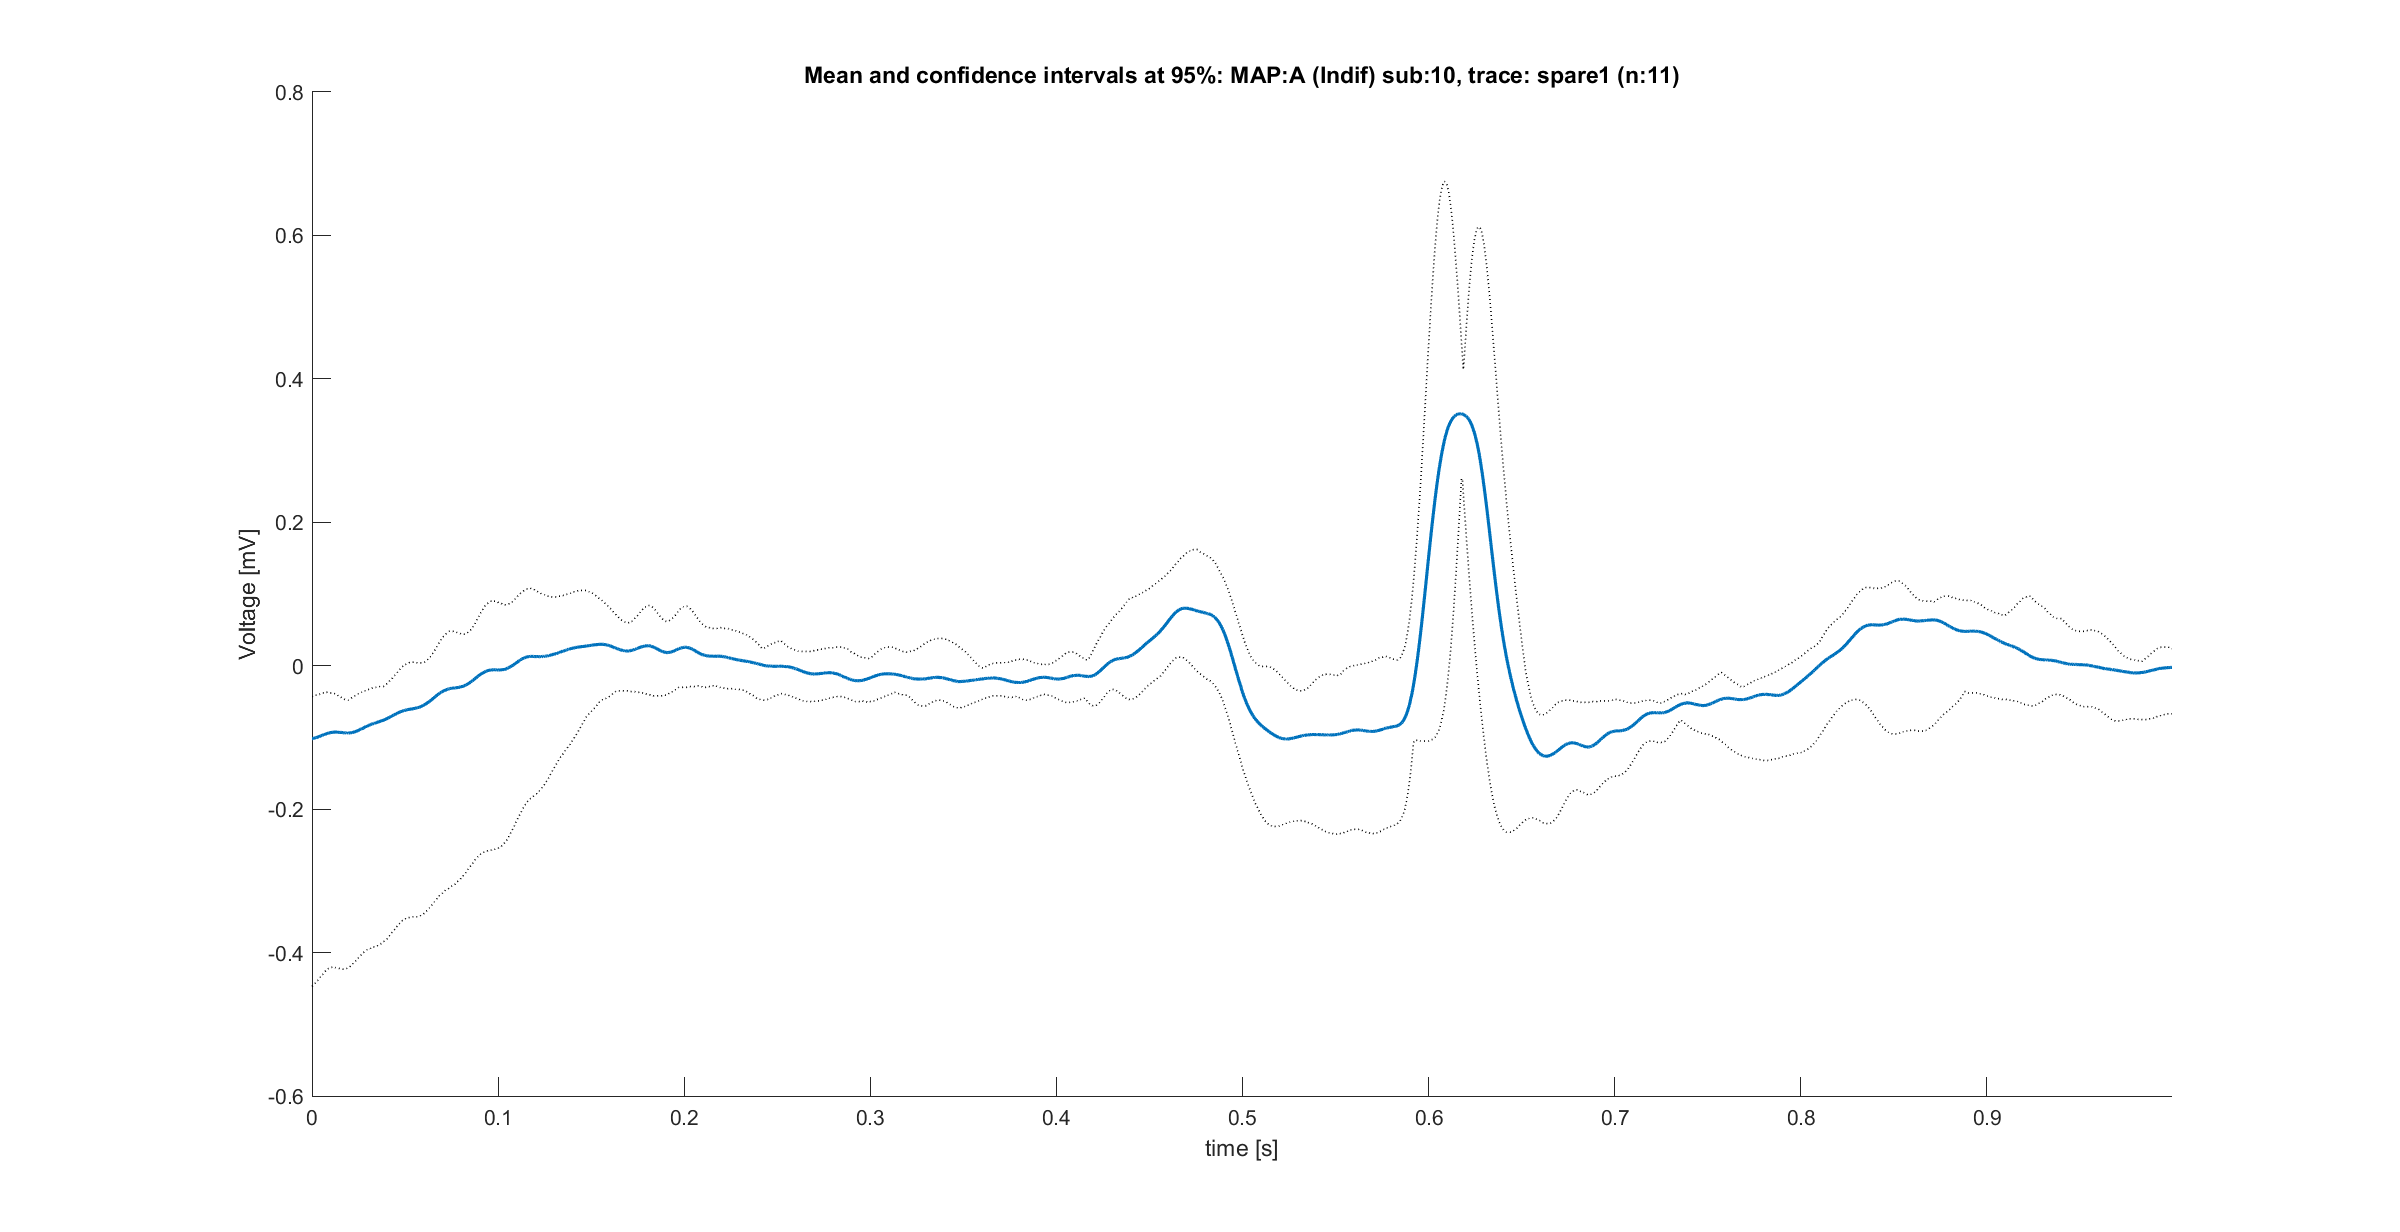 Mean and confidence intervals at 95%: MAP:A (Indif) sub:10, trace: spare1 (n:11)
0.8
0.6
0.4
0.2
0
-0.2
-0.4
-0.6
Voltage [mV]
0 0.1 0.2 0.3 0.4 0.5 0.6 0.7 0.8 0.9
time [s]